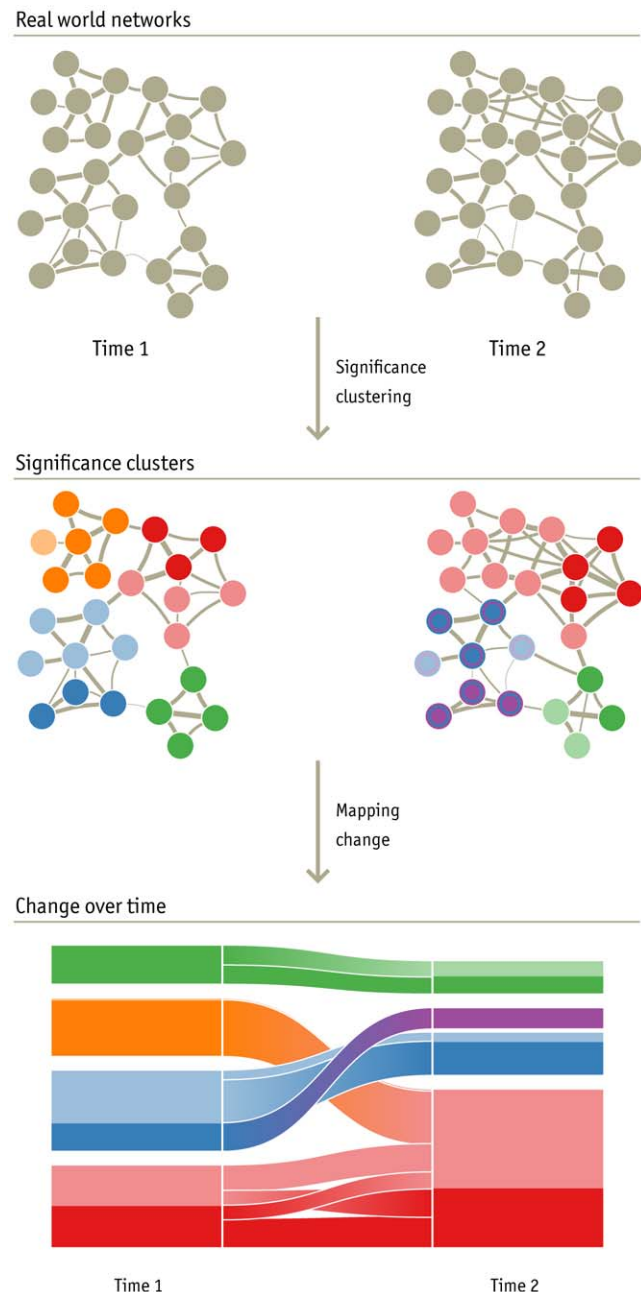 Real world networks
Time 1
Time 2
Significance
clustering
Significance clusters
Mapping
change
Change over time
Time 1
Time 2